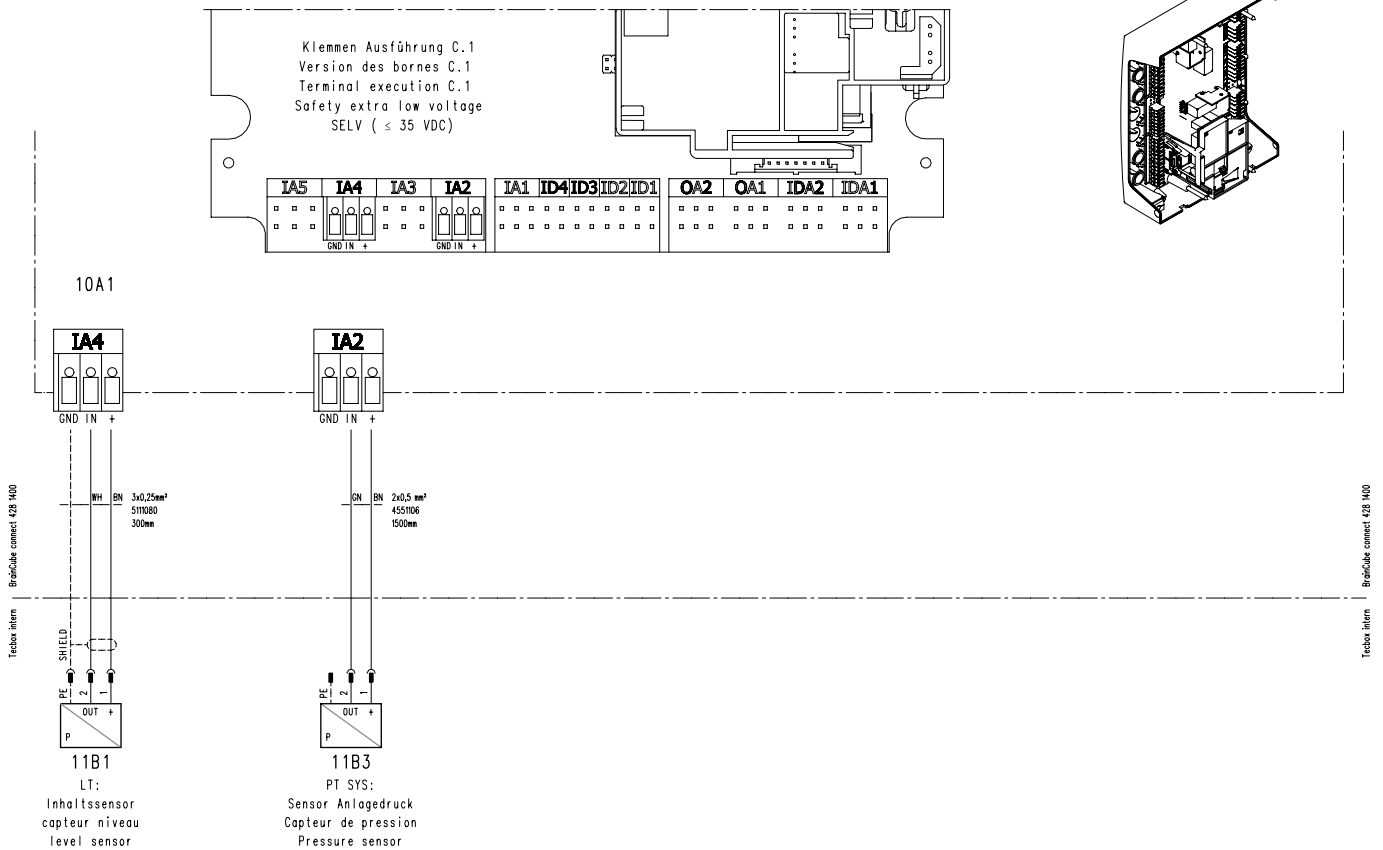 Klemmen Ausführung C.1
Version des bornes C.1
Terminal execution C.1
Safety extra low voltage
SELV ( ≤ 35 VDC)
IA5 IA4 IA3 IA2 IA1 ID4 ID3 ID2 ID1 OA2 OA1 IDA2 IDA1
GND IN + GND IN +
10A1
IA4 IA2
GND IN + GND IN +
WH BN 3x0,25mm²
5111080
300mm
GN BN 2x0,5 mm²
4551106
1500mm
BrainCube connect 428 1400
BrainCube connect 428 1400
Tecbox intern
Tecbox intern
SHIELD
PE 2 1
PE 2 1
OUT +
P
OUT +
P
11B1
LT:
Inhaltssensor
capteur niveau
level sensor
11B3
PT SYS:
Sensor Anlagedruck
Capteur de pression
Pressure sensor